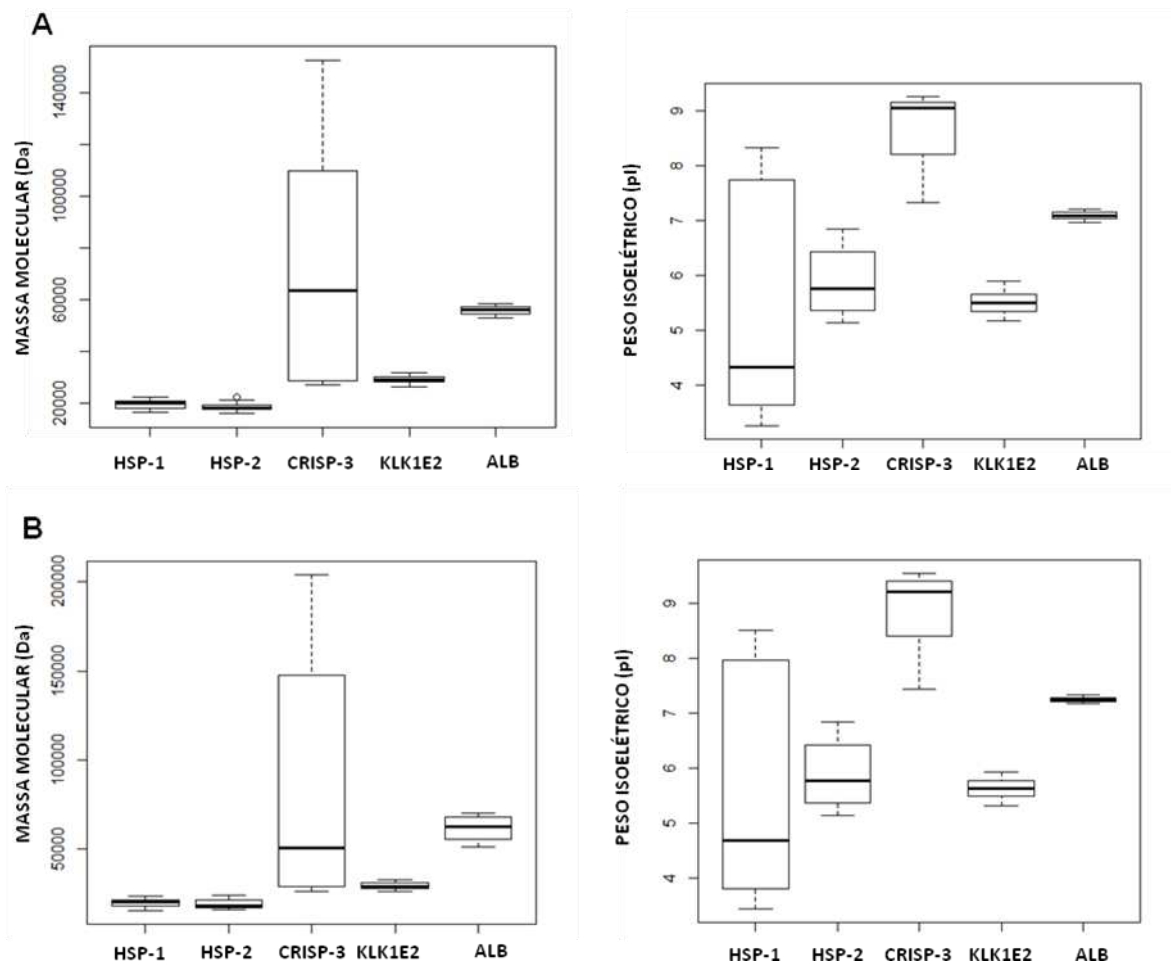 A
MASSA MOLECULAR (Da)
140000
100000
60000
20000
HSP-1 HSP-2 CRISP-3 KLK1E2 ALB
PESO ISOELÉTRICO (pI)
9
8
7
6
5
4
HSP-1 HSP-2 CRISP-3 KLK1E2 ALB
B
MASSA MOLECULAR (Da)
200000
150000
100000
50000
HSP-1 HSP-2 CRISP-3 KLK1E2 ALB
PESO ISOELÉTRICO (pI)
9
8
7
6
5
4
HSP-1 HSP-2 CRISP-3 KLK1E2 ALB